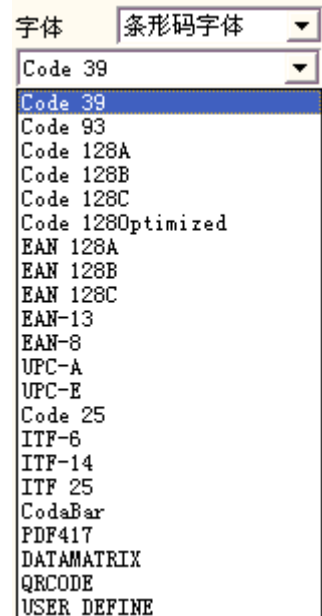 字体 条形码字体
Code 39
Code 39
Code 93
Code 128A
Code 128B
Code 128C
Code 128Optimized
EAN 128A
EAN 128B
EAN 128C
EAN-13
EAN-8
UPC-A
UPC-E
Code 25
ITF-6
ITF-14
ITF 25
CodaBar
PDF417
DATAMATRIX
QRCODE
USER DEFINE